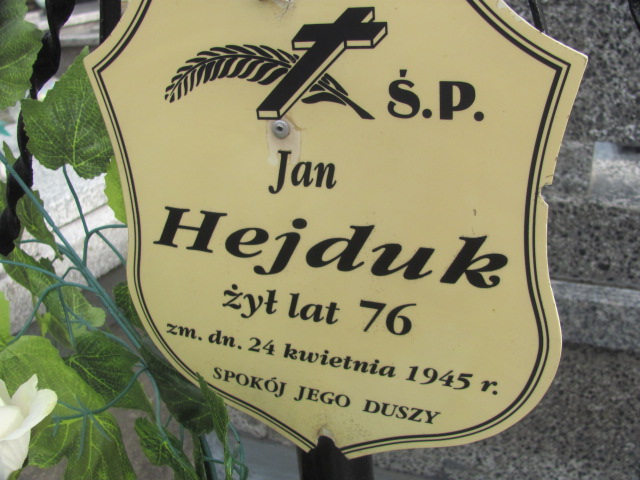 Ś.P.
Jan
Hejduk
żył lat 76
zm. dn. 24 kwietnia 1945 r.
SPOKÓJ JEGO DUSZY